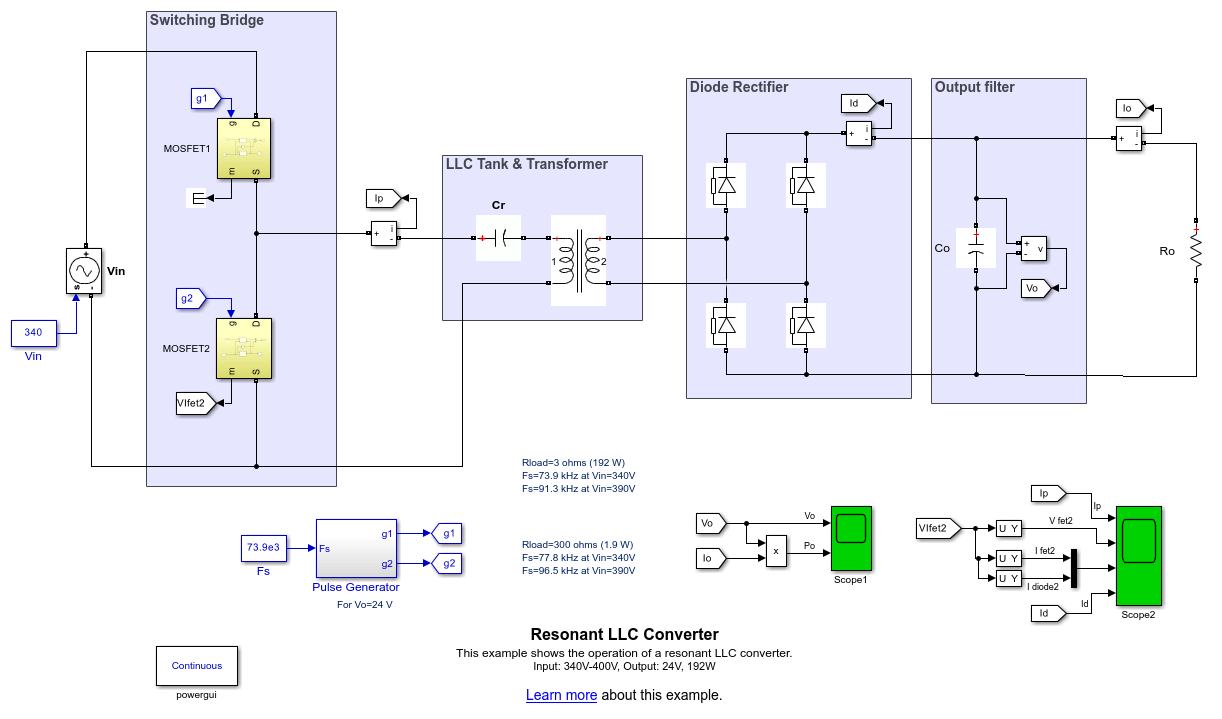 Switching Bridge
g1
g
D
MOSFET1
m
S
Ip
+
i
-
LLC Tank & Transformer
Cr
+
+
+
1
2
Diode Rectifier
Id
+
i
-
Output filter
Io
+
i
-
Co
+
+
-
v
Vo
Ro
+
+
Vin
s
-
340
Vin
g2
g
D
MOSFET2
m
S
VIfet2
Rload=3 ohms (192 W)
Fs=73.9 kHz at Vin=340V
Fs=91.3 kHz at Vin=390V
Rload=300 ohms (1.9 W)
Fs=77.8 kHz at Vin=340V
Fs=96.5 kHz at Vin=390V
73.9e3
Fs
Fs
g1
g2
Pulse Generator
For Vo=24 V
g1
g2
Vo
Io
x
Vo
Po
Scope1
VIfet2
U Y
U Y
U Y
Ip
Ip
V fet2
I fet2
I diode2
Id
Id
Scope2
Continuous
powergui
Resonant LLC Converter
This example shows the operation of a resonant LLC converter.
Input: 340V-400V, Output: 24V, 192W
Learn more about this example.